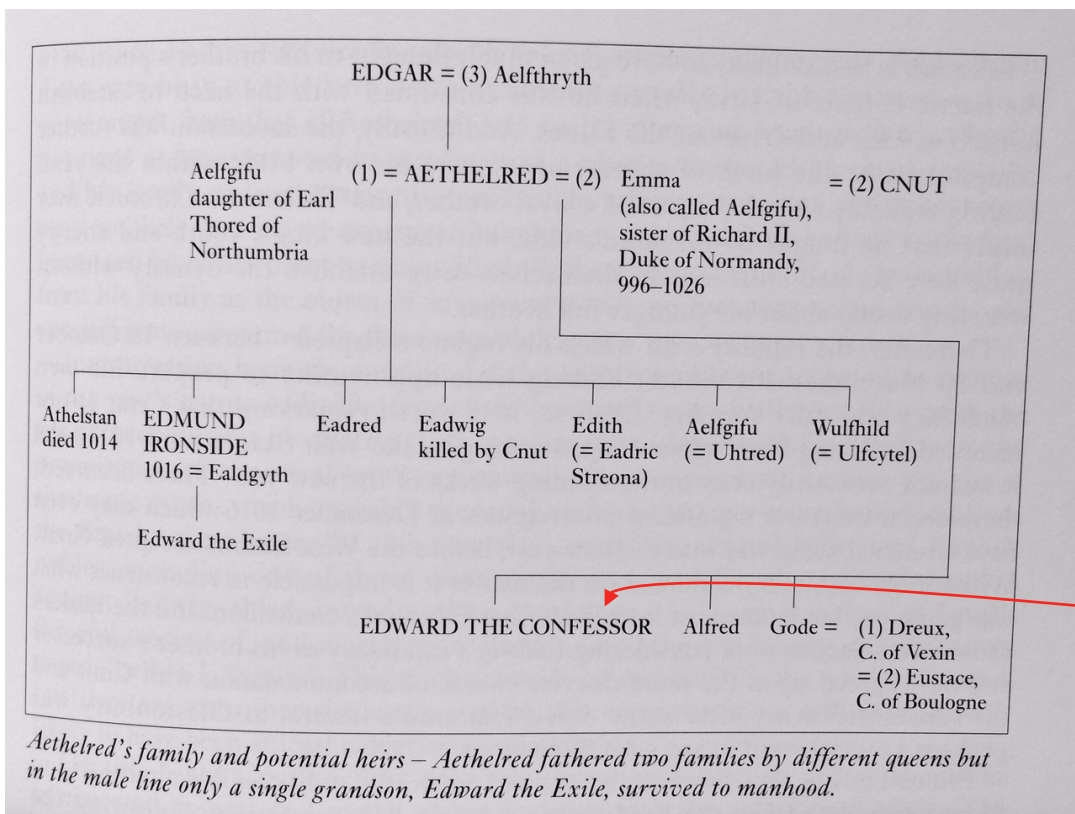 EDGAR = (3) Aelfthryth
Aelfgifu
daughter of Earl
Thored of
Northumbria
(1) = AETHELRED = (2)
Emma
(also called Aelfgifu),
sister of Richard II,
Duke of Normandy,
996–1026
= (2) CNUT
Athelstan
died 1014
EDMUND
IRONSIDE
1016 = Ealdgyth
Eadred
Eadwig
killed by Cnut
Edith
(= Eadric
Streona)
Aelfgifu
(= Uhtred)
Wulfhild
(= Ulfcytel)
Edward the Exile
EDWARD THE CONFESSOR
Alfred
Gode =
(1) Dreux,
C. of Vexin
= (2) Eustace,
C. of Boulogne
Aethelred's family and potential heirs – Aethelred fathered two families by different queens but
in the male line only a single grandson, Edward the Exile, survived to manhood.